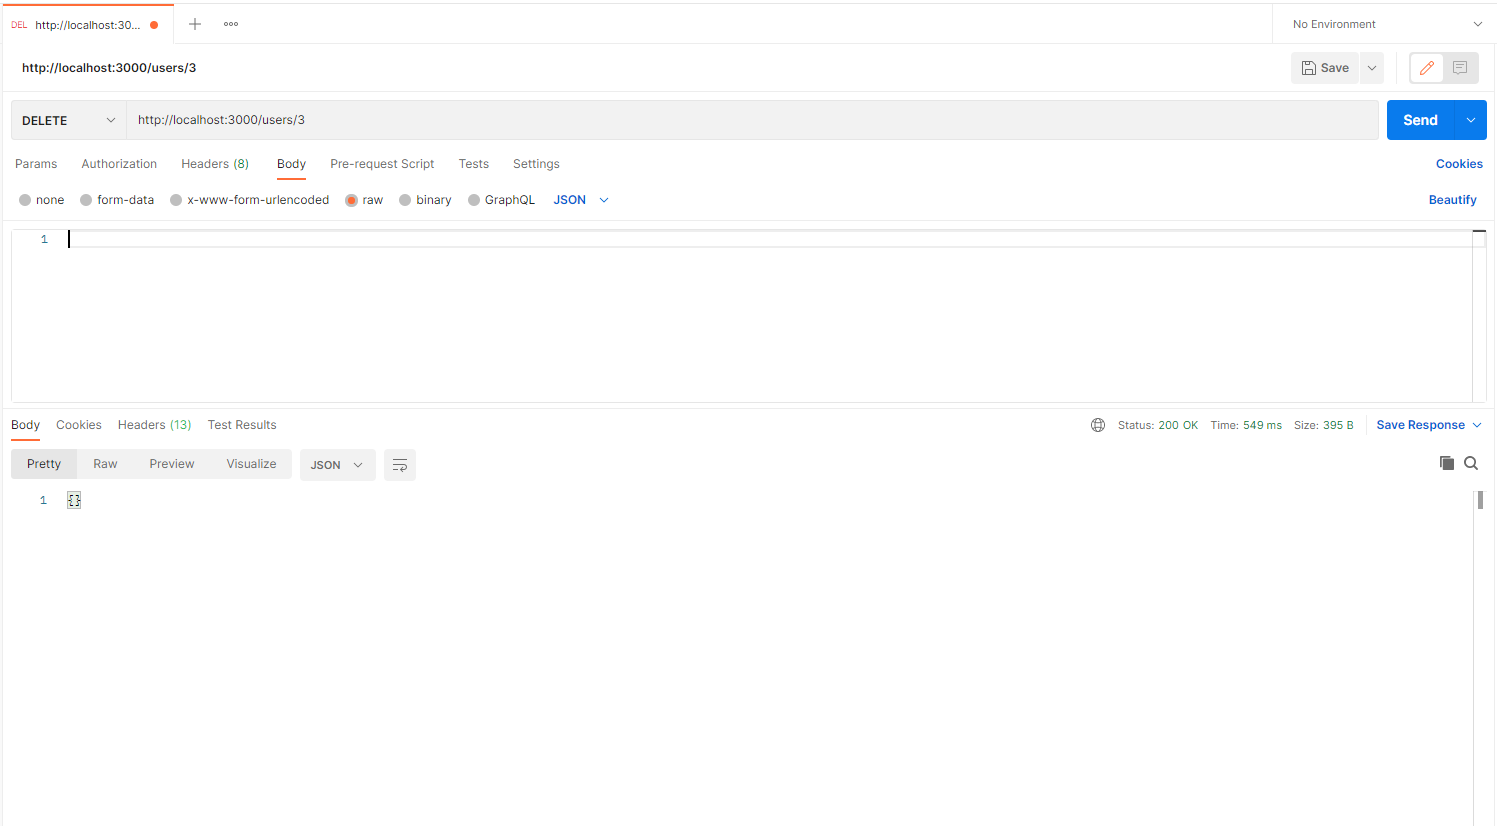 DEL http://localhost:30... No Environment
http://localhost:3000/users/3 Save
DELETE http://localhost:3000/users/3 Send
Params Authorization Headers (8) Body Pre-request Script Tests Settings Cookies
none form-data x-www-form-urlencoded raw binary GraphQL JSON Beautify
1
Body Cookies Headers (13) Test Results Status: 200 OK Time: 549 ms Size: 395 B Save Response
Pretty Raw Preview Visualize JSON
1 {}